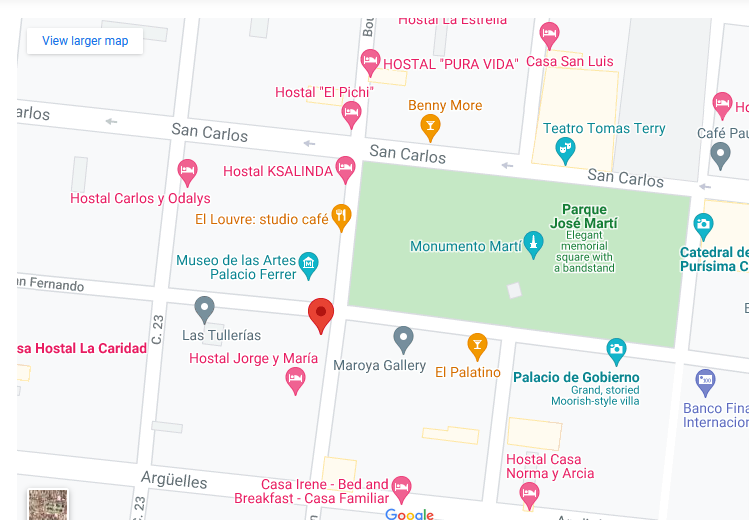 Hostal La Estrella
View larger map
Bou
HOSTAL "PURA VIDA"
Casa San Luis
Hostal "El Pichi"
Benny More
Ho
arlos
San Carlos
Teatro Tomas Terry
Café Pau
San Carlos
Hostal KSALINDA
San Carlos
Hostal Carlos y Odalys
El Louvre: studio café
Parque
José Martí
Elegant
memorial
square with
a bandstand
Monumento Martí
Catedral de
Purísima C
Museo de las Artes
Palacio Ferrer
n Fernando
C. 23
Las Tullerías
sa Hostal La Caridad
Hostal Jorge y María
Maroya Gallery
El Palatino
Palacio de Gobierno
Grand, storied
Moorish-style villa
Banco Fina
Internacior
Argüelles
Hostal Casa
Norma y Arcia
Casa Irene - Bed and
Breakfast - Casa Familiar
C. 23
Google